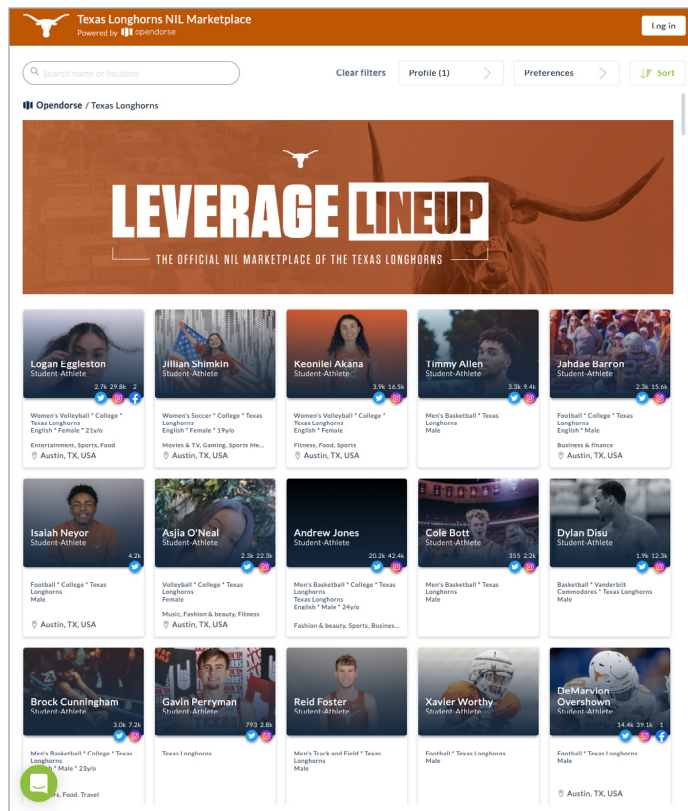 Texas Longhorns NIL Marketplace
Powered by opendorse
Log in
Search name or location
Clear filters
Profile (1)
Preferences
Sort
Opendorse / Texas Longhorns
LEVERAGE LINEUP
THE OFFICIAL NIL MARKETPLACE OF THE TEXAS LONGHORNS
Logan Eggleston
Student-Athlete
2.7k 29.8k 2
Women's Volleyball * College *
Texas Longhorns
English * Female * 21y/o
Entertainment, Sports, Food
Austin, TX, USA
Jillian Shimkin
Student-Athlete
Women's Soccer * College * Texas
Longhorns
English * Female * 19y/o
Movies & TV, Gaming, Sports Me...
Austin, TX, USA
Keonilei Akana
Student-Athlete
3.9k 16.5k
Women's Volleyball * College *
Texas Longhorns
English * Female
Fitness, Food, Sports
Austin, TX, USA
Timmy Allen
Student-Athlete
3.3k 9.4k
Men's Basketball * Texas
Longhorns
Male
Jahdae Barron
Student-Athlete
2.3k 15.6k
Football * College * Texas
Longhorns
English * Male
Business & finance
Austin, TX, USA
Isaiah Neyor
Student-Athlete
4.2k
Football * College * Texas
Longhorns
Male
Austin, TX, USA
Asjia O'Neal
Student-Athlete
2.3k 22.3k
Volleyball * College * Texas
Longhorns
Female
Music, Fashion & beauty, Fitness
Austin, TX, USA
Andrew Jones
Student-Athlete
20.2k 42.4k
Men's Basketball * College * Texas
Longhorns
Texas Longhorns
English * Male * 24y/o
Fashion & beauty, Sports, Busines...
Cole Bott
Student-Athlete
355 2.2k
Men's Basketball * Texas
Longhorns
Male
Dylan Disu
Student-Athlete
1.9k 12.3k
Basketball * Vanderbilt
Commodores * Texas Longhorns
Male
Brock Cunningham
Student-Athlete
3.0k 7.2k
Men's Basketball * College * Texas
* Male * 23y/o
Food, Travel
Gavin Perryman
Student-Athlete
793 2.8k
Texas Longhorns
Reid Foster
Student-Athlete
Men's Track and Field * Texas
Longhorns
Male
Xavier Worthy
Student-Athlete
Football * Texas Longhorns
Male
DeMarvion
Overshown
Student-Athlete
14.4k 39.1k 1
Football * Texas Longhorns
Male
Austin, TX, USA